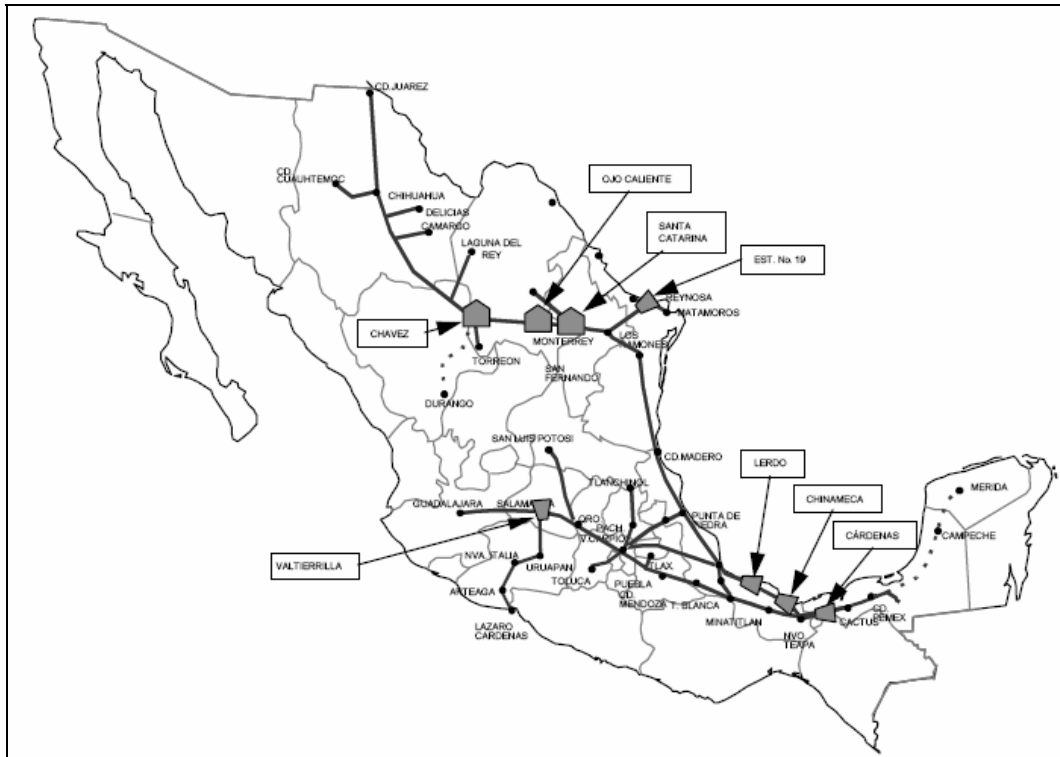 CD.JUAREZ
CD.
CUAUHTEMGC
CHIHUAHUA
DELICIAS
CAMARGO
LAGUNA DEL
REY
OJO CALIENTE
SANTA
CATARINA
EST. No. 19
REYNOSA
MATAMOROS
CHAVEZ
TORREON
MONTERREY
LOS
RAMONES
SAN
FERNANDO
DURANGO
SAN LUIS POTOSI
CD.MADERO
LERDO
MERIDA
TLANCHINOL
CHINAMECA
GUADALAJARA
SALAMANCA
PUNTA DE
PIEDRA
CAMPECHE
QRO.
PACH.
V.CARPIO
CÁRDENAS
VALTIERRILLA
NVA. ITALIA
URUAPAN
TOLUCA
TLAX.
PUEBLA
CD.
MENDOZA
T. BLANCA
MINATITLAN
ARTEAGA
LAZARO
CARDENAS
NVO.
TEAPA
CACTUS
CD.
PEMEX